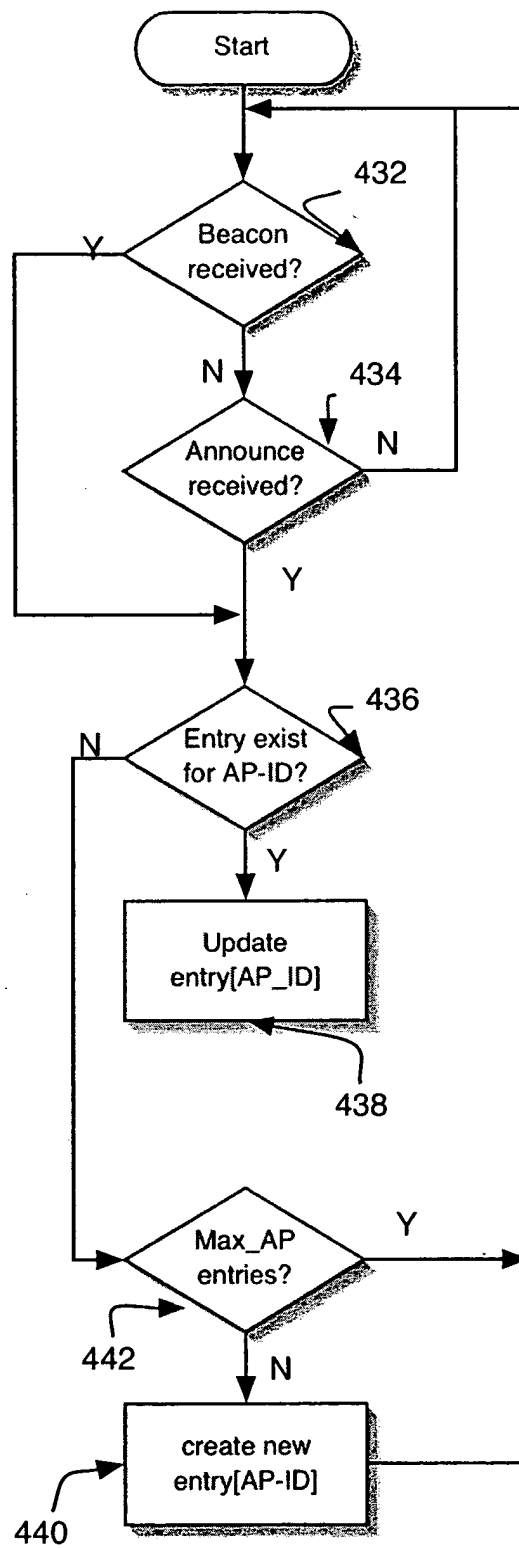 Start
432
Beacon
received?
Y
N
434
Announce
received?
N
Y
436
Entry exist
for AP-ID?
N
Y
Update
entry[AP_ID]
438
Max_AP
entries?
Y
442
N
create new
entry[AP-ID]
440